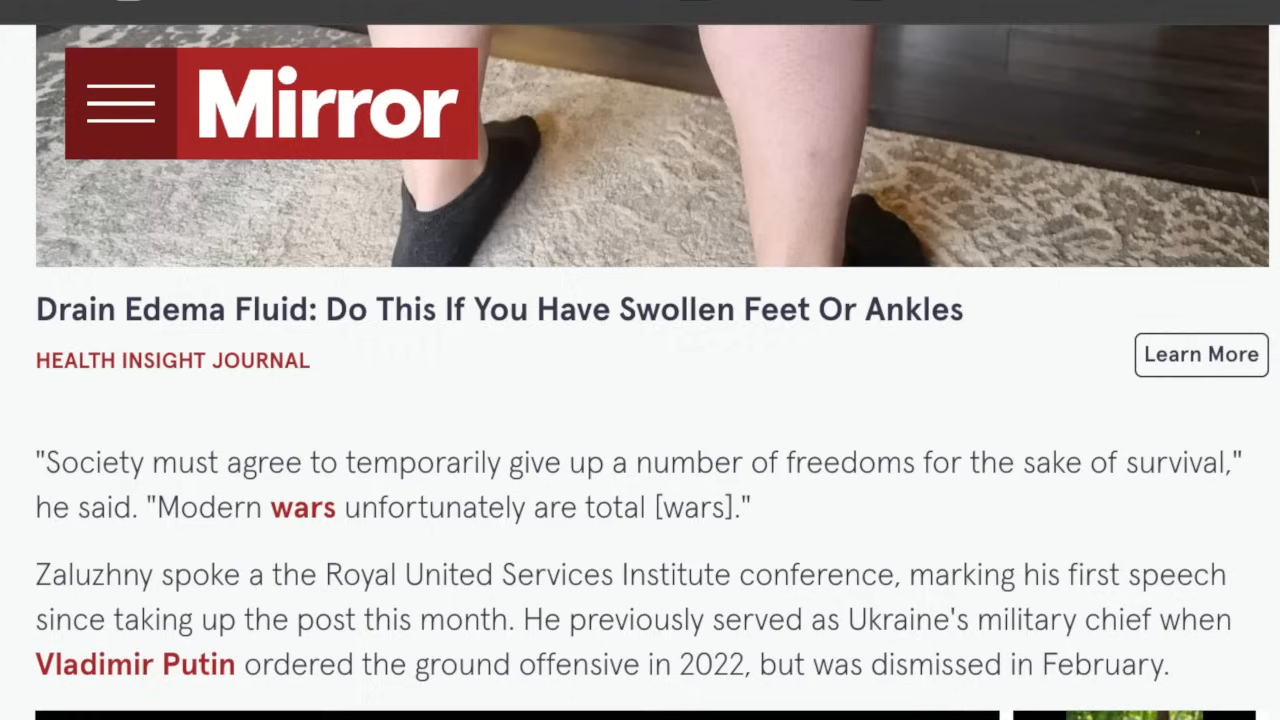 Mirror
Drain Edema Fluid: Do This If You Have Swollen Feet Or Ankles
HEALTH INSIGHT JOURNAL
Learn More
"Society must agree to temporarily give up a number of freedoms for the sake of survival,"
he said. "Modern wars unfortunately are total [wars]."
Zaluzhny spoke a the Royal United Services Institute conference, marking his first speech
since taking up the post this month. He previously served as Ukraine's military chief when
Vladimir Putin ordered the ground offensive in 2022, but was dismissed in February.